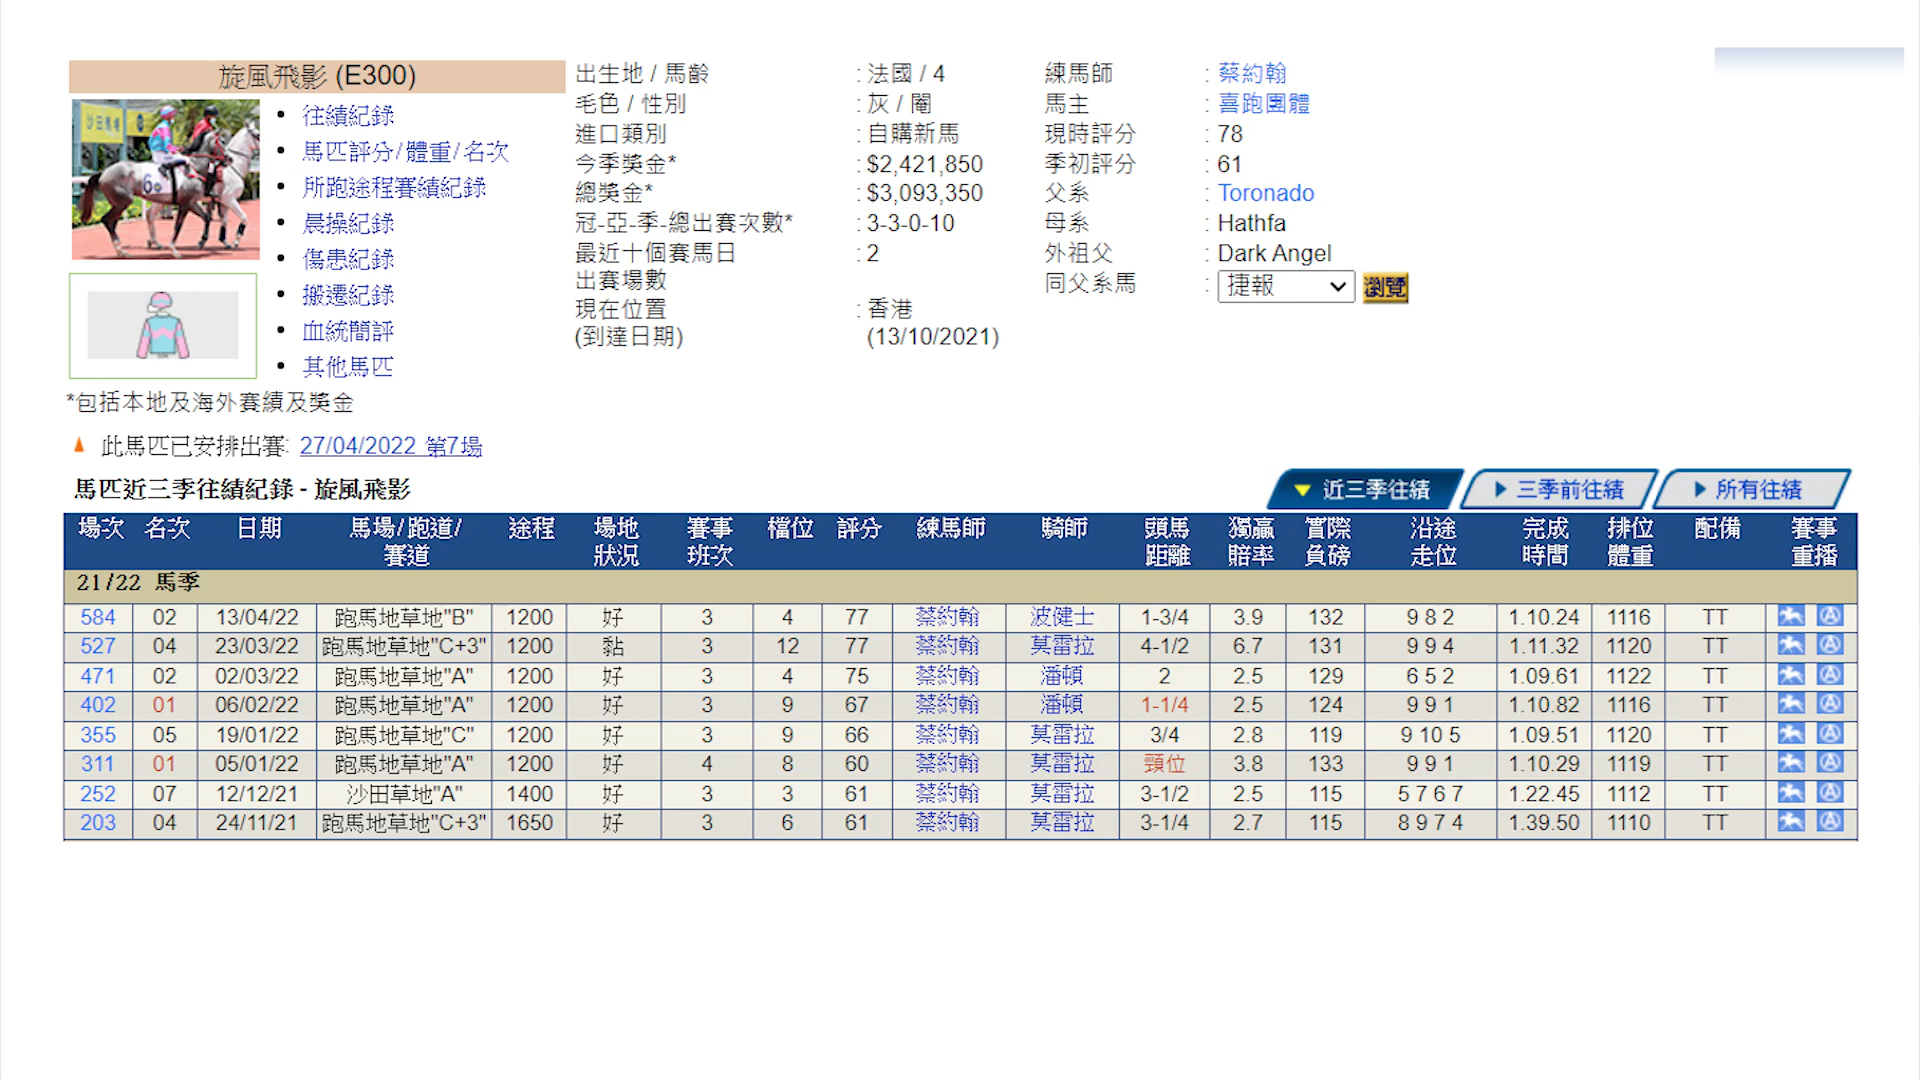 旋風飛影 (E300)
往績紀錄
馬匹評分/體重/名次
所跑途程賽績紀錄
晨操紀錄
傷患紀錄
搬遷紀錄
血統簡評
其他馬匹
沙田馬場
6
出生地 / 馬齡 : 法國 / 4
毛色 / 性別 : 灰 / 閹
進口類別 : 自購新馬
今季獎金* : $2,421,850
總獎金* : $3,093,350
冠-亞-季-總出賽次數* : 3-3-0-10
最近十個賽馬日 : 2
出賽場數
現在位置 : 香港
(到達日期) (13/10/2021)
練馬師 : 蔡約翰
馬主 : 喜跑團體
現時評分 : 78
季初評分 : 61
父系 : Toronado
母系 : Hathfa
外祖父 : Dark Angel
同父系馬 : 捷報 瀏覽
*包括本地及海外賽績及獎金
此馬匹已安排出賽: 27/04/2022 第7場
馬匹近三季往績紀錄 - 旋風飛影
近三季往績 三季前往績 所有往績
場次 名次 日期 馬場/跑道/ 途程 場地 賽事 檔位 評分 練馬師 騎師 頭馬 獨贏 實際 沿途 完成 排位 配備 賽事
賽道 狀況 班次 距離 賠率 負磅 走位 時間 體重 重播
21/22 馬季
584 02 13/04/22 跑馬地草地"B" 1200 好 3 4 77 蔡約翰 波健士 1-3/4 3.9 132 9 8 2 1.10.24 1116 TT
527 04 23/03/22 跑馬地草地"C+3" 1200 黏 3 12 77 蔡約翰 莫雷拉 4-1/2 6.7 131 9 9 4 1.11.32 1120 TT
471 02 02/03/22 跑馬地草地"A" 1200 好 3 4 75 蔡約翰 潘頓 2 2.5 129 6 5 2 1.09.61 1122 TT
402 01 06/02/22 跑馬地草地"A" 1200 好 3 9 67 蔡約翰 潘頓 1-1/4 2.5 124 9 9 1 1.10.82 1116 TT
355 05 19/01/22 跑馬地草地"C" 1200 好 3 9 66 蔡約翰 莫雷拉 3/4 2.8 119 9 10 5 1.09.51 1120 TT
311 01 05/01/22 跑馬地草地"A" 1200 好 4 8 60 蔡約翰 莫雷拉 頸位 3.8 133 9 9 1 1.10.29 1119 TT
252 07 12/12/21 沙田草地"A" 1400 好 3 3 61 蔡約翰 莫雷拉 3-1/2 2.5 115 5 7 6 7 1.22.45 1112 TT
203 04 24/11/21 跑馬地草地"C+3" 1650 好 3 6 61 蔡約翰 莫雷拉 3-1/4 2.7 115 8 9 7 4 1.39.50 1110 TT